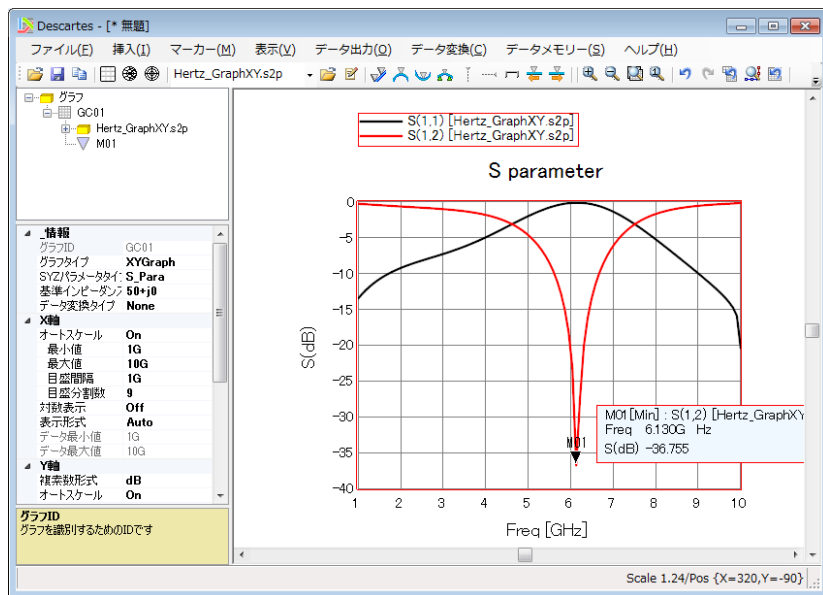 Descartes - [* 無題]
ファイル(F) 挿入(I) マーカー(M) 表示(V) データ出力(O) データ変換(C) データメモリー(S) ヘルプ(H)
Hertz_GraphXY.s2p
グラフ
GC01
Hertz_GraphXY.s2p
M01
_情報
グラフID GC01
グラフタイプ XYGraph
SYZパラメータタイ: S_Para
基準インピーダンス 50+j0
データ変換タイプ None
X軸
オートスケール On
最小値 1G
最大値 10G
目盛間隔 1G
目盛分割数 9
対数表示 Off
表示形式 Auto
データ最小値 1G
データ最大値 10G
Y軸
複素数形式 dB
オートスケール On
グラフID
グラフを識別するためのIDです
S(1,1) [Hertz_GraphXY.s2p]
S(1,2) [Hertz_GraphXY.s2p]
S parameter
0
-5
-10
-15
-20
-25
-30
-35
-40
S(dB)
M01[Min] : S(1,2) [Hertz_GraphXY
Freq 6.130G Hz
S(dB) -36.755
M01
1 2 3 4 5 6 7 8 9 10
Freq [GHz]
Scale 1.24/Pos {X=320,Y=-90}